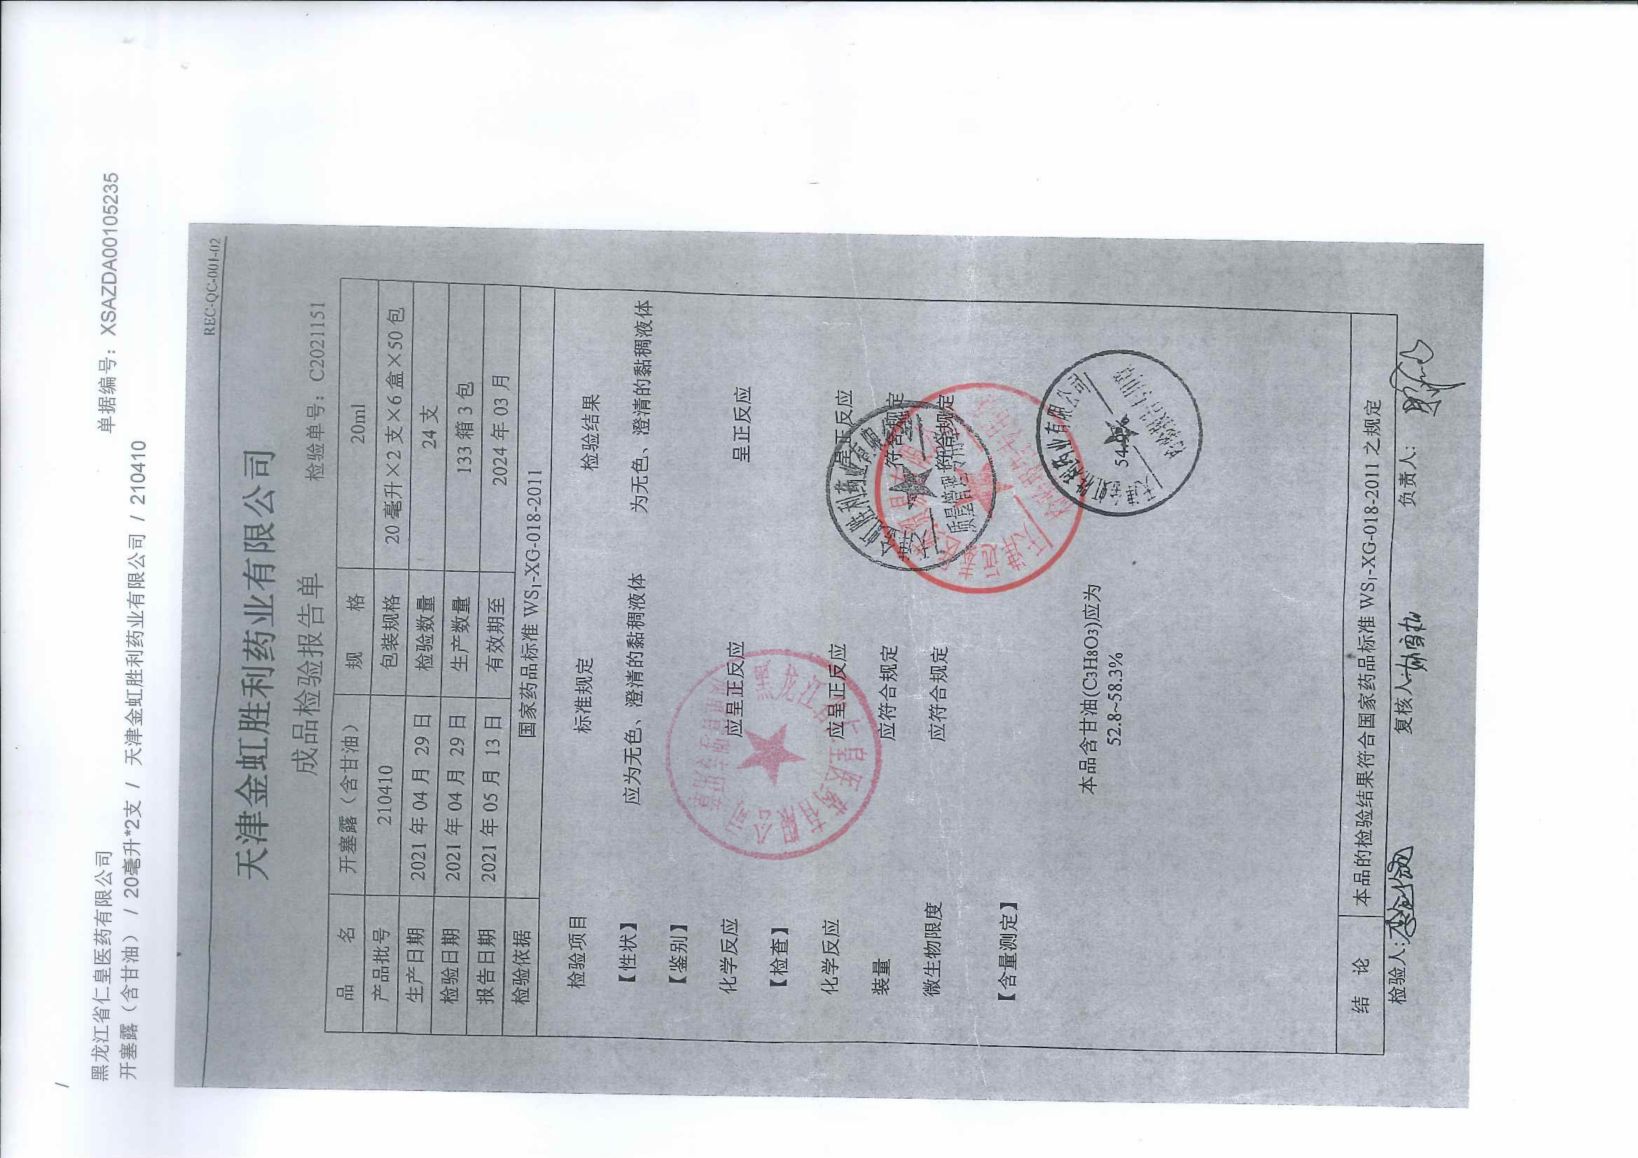 黑龙江省仁皇医药有限公司 单据编号：XSAZDA00105235
开塞露（含甘油） / 20毫升*2支 / 天津金虹胜利药业有限公司 / 210410
REC-QC-001-02
天津金虹胜利药业有限公司
成品检验报告单 检验单号：C2021151
品 名 开塞露（含甘油） 规 格 20ml
产品批号 210410 包装规格 20毫升×2支×6盒×50包
生产日期 2021年04月29日 检验数量 24支
检验日期 2021年04月29日 生产数量 133箱3包
报告日期 2021年05月13日 有效期至 2024年03月
检验依据 国家药品标准 WS₁-XG-018-2011
检验项目 标准规定 检验结果
【性状】 应为无色、澄清的黏稠液体 为无色、澄清的黏稠液体
【鉴别】
化学反应 应呈正反应 呈正反应
【检查】
化学反应 应呈正反应 呈正反应
装量 应符合规定 符合规定
微生物限度 应符合规定 符合规定
【含量测定】
本品含甘油(C3H8O3)应为
52.8~58.3%
结 论 本品的检验结果符合国家药品标准 WS₁-XG-018-2011 之规定
检验人： 复核人 负责人：